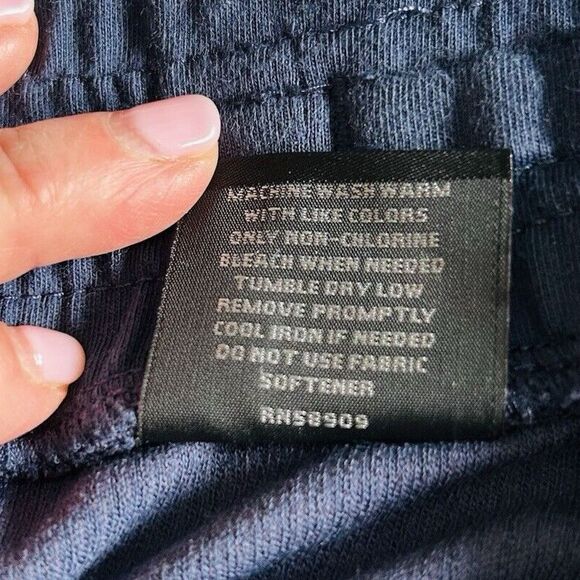 MACHINE WASH WARM
WITH LIKE COLORS
ONLY NON-CHLORINE
BLEACH WHEN NEEDED
TUMBLE DRY LOW
REMOVE PROMPTLY
COOL IRON IF NEEDED
DO NOT USE FABRIC
SOFTENER
RN58909